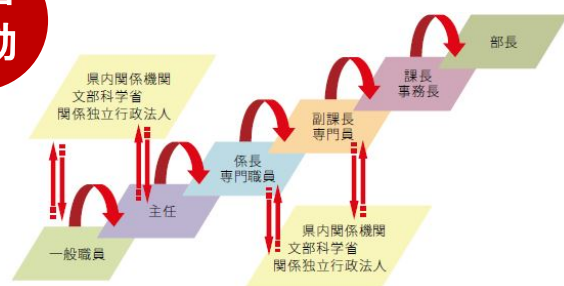 動
部長
課長
事務長
副課長
専門員
係長
専門職員
主任
一般職員
県内関係機関
文部科学省
関係独立行政法人
県内関係機関
文部科学省
関係独立行政法人